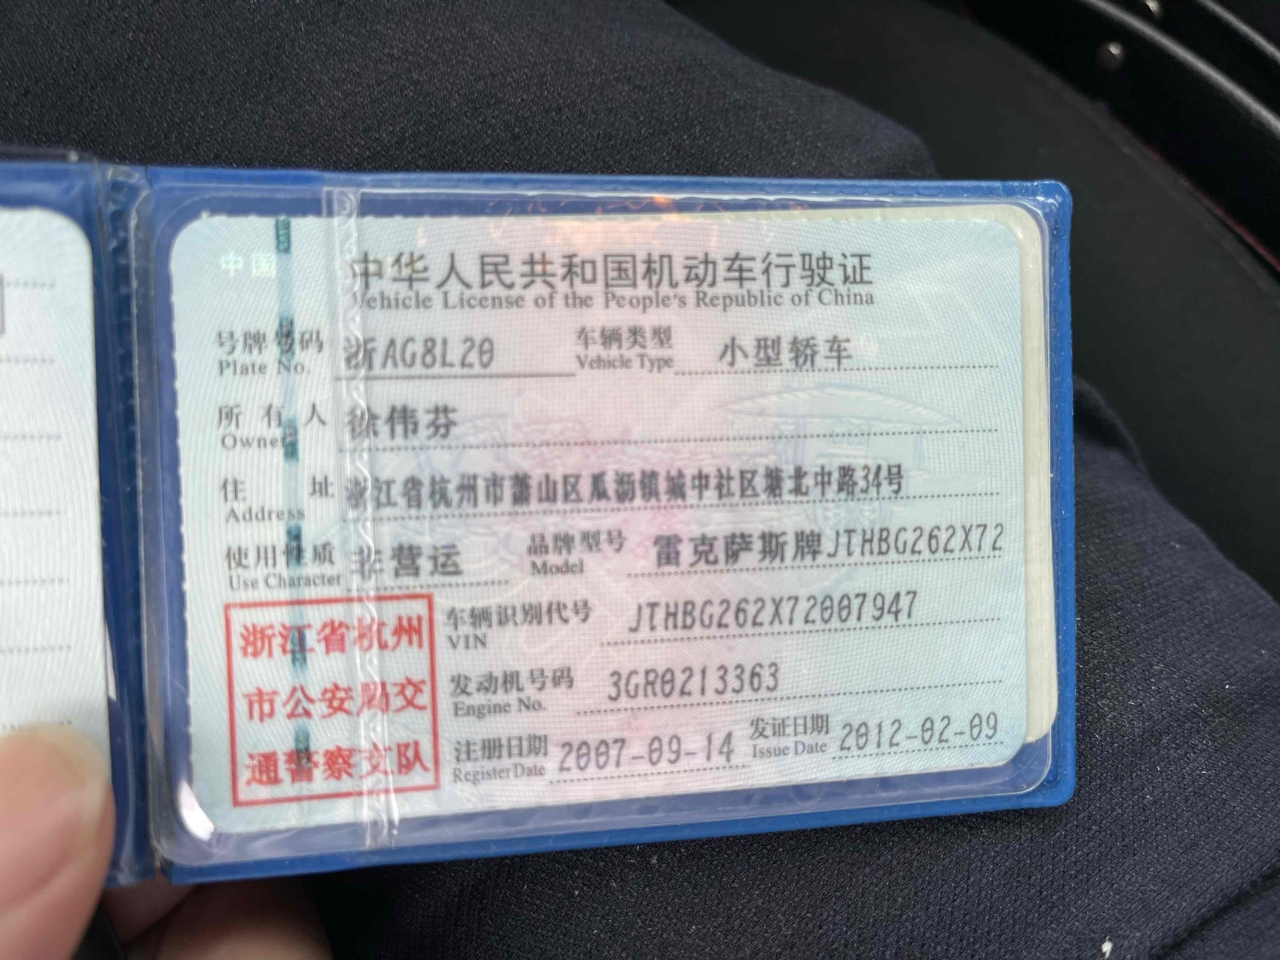 中国
中华人民共和国机动车行驶证
Vehicle License of the People's Republic of China
号牌号码 浙AG8L20 车辆类型 小型轿车
Plate No. Vehicle Type
所有人 徐伟芬
Owner
住址 浙江省杭州市萧山区瓜沥镇城中社区塘北中路34号
Address
使用性质 非营运 品牌型号 雷克萨斯牌JTHBG262X72
Use Character Model
车辆识别代号 JTHBG262X72007947
VIN
发动机号码 3GR0213363
Engine No.
注册日期 2007-09-14 发证日期 2012-02-09
Register Date Issue Date
浙江省杭州
市公安局交
通警察支队